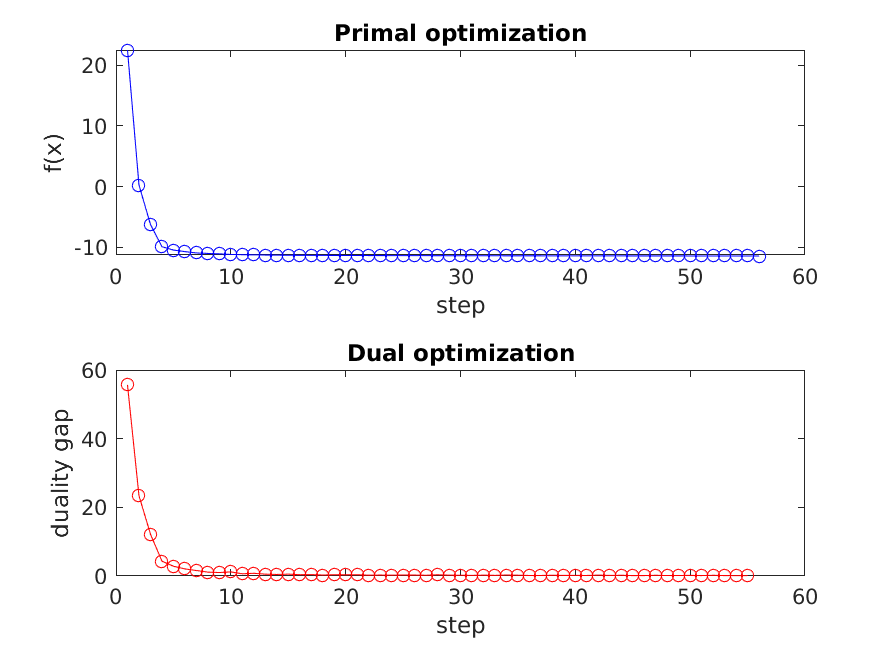 Primal optimization
20
10
0
-10
f(x)
0 10 20 30 40 50 60
step
Dual optimization
60
40
20
0
duality gap
0 10 20 30 40 50 60
step